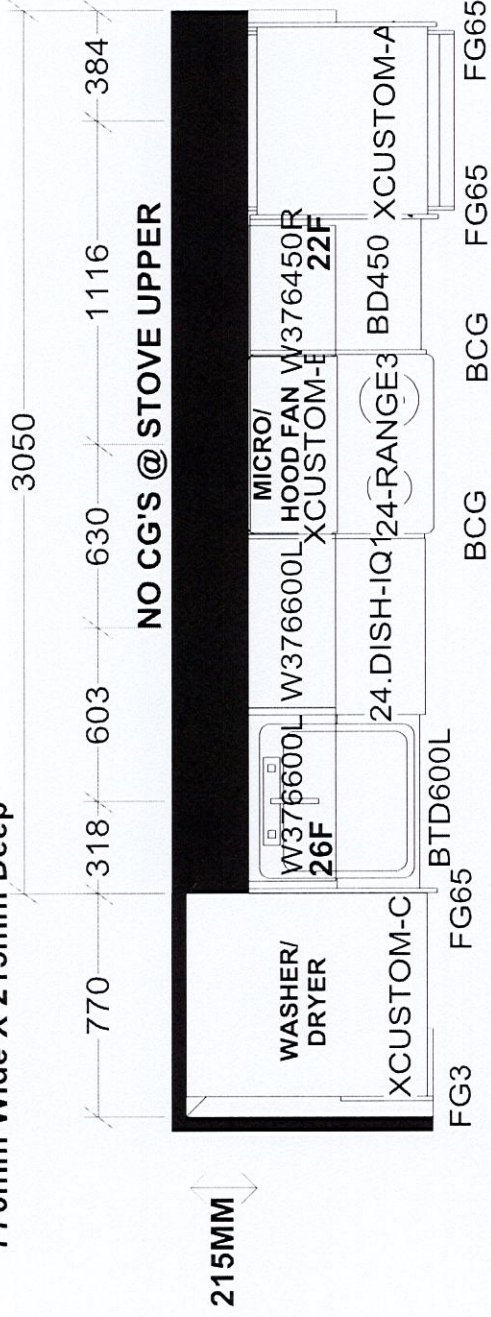 770mm Wide X 215mm Deep
3050
770
318
603
630
1116
384
NO CG'S @ STOVE UPPER
215MM
WASHER/
DRYER
XCUSTOM-C
W376600L
26F
W376600L
MICRO/
HOOD FAN
XCUSTOM-E
W376450R
22F
24.DISH-IQ1
24-RANGE3
BD450
XCUSTOM-A
BTD600L
FG3
FG65
BCG
BCG
FG65
FG65